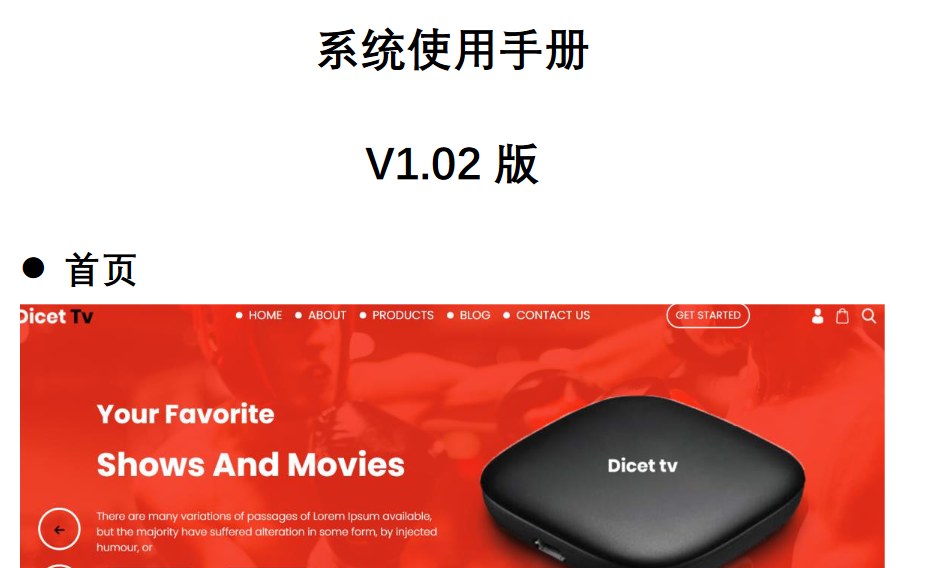 系统使用手册
V1.02 版
● 首页
Dicet Tv
HOME ABOUT PRODUCTS BLOG CONTACT US
GET STARTED
Your Favorite
Shows And Movies
There are many variations of passages of Lorem Ipsum available,
but the majority have suffered alteration in some form, by injected
humour, or
Dicet tv